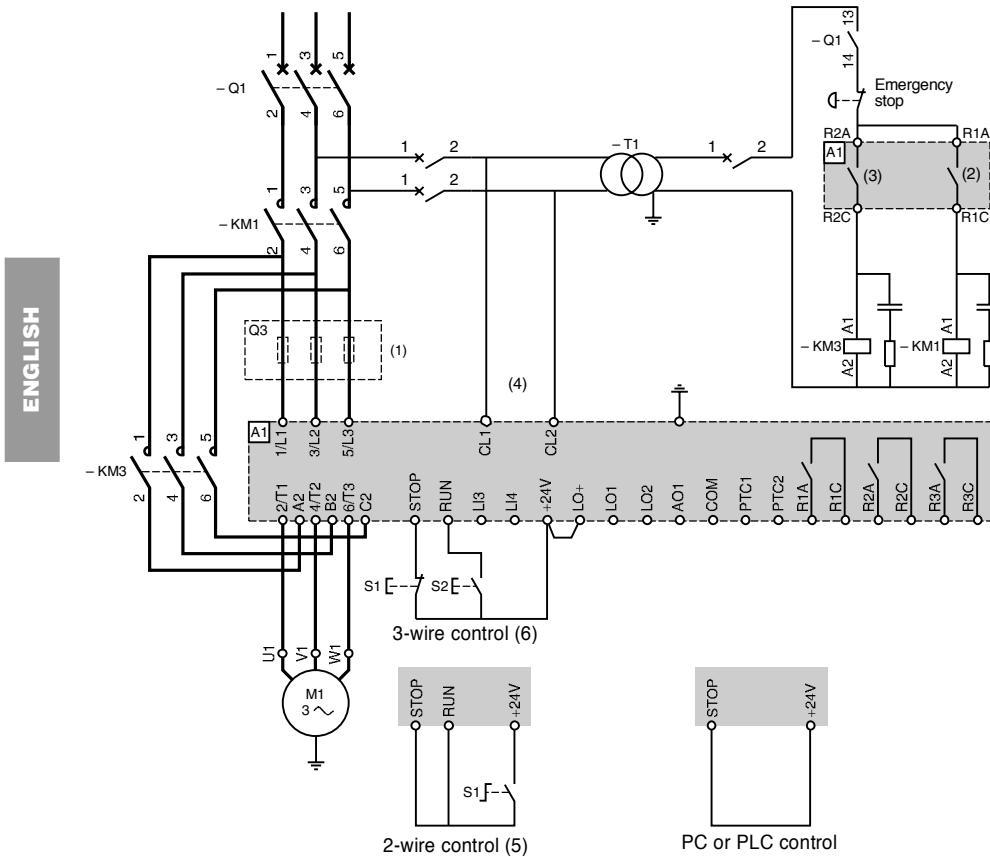 ENGLISH
1 3 5
– Q1
2 4 6
1 2
1 2
– T1
1 2
13
– Q1
14
Emergency
stop
R2A R1A
A1
(3) (2)
R2C R1C
A1 A1
– KM3 – KM1
A2 A2
1 3 5
– KM1
2 4 6
Q3
(1)
(4)
A1
1/L1 3/L2 5/L3 CL1 CL2
1 3 5
– KM3
2 4 6
2/T1 A2 4/T2 B2 6/T3 C2 STOP RUN LI3 LI4 +24V LO+ LO1 LO2 AO1 COM PTC1 PTC2 R1A R1C R2A R2C R3A R3C
S1 S2
3-wire control (6)
U1 V1 W1
M1
3
STOP RUN +24V
S1
2-wire control (5)
STOP +24V
PC or PLC control